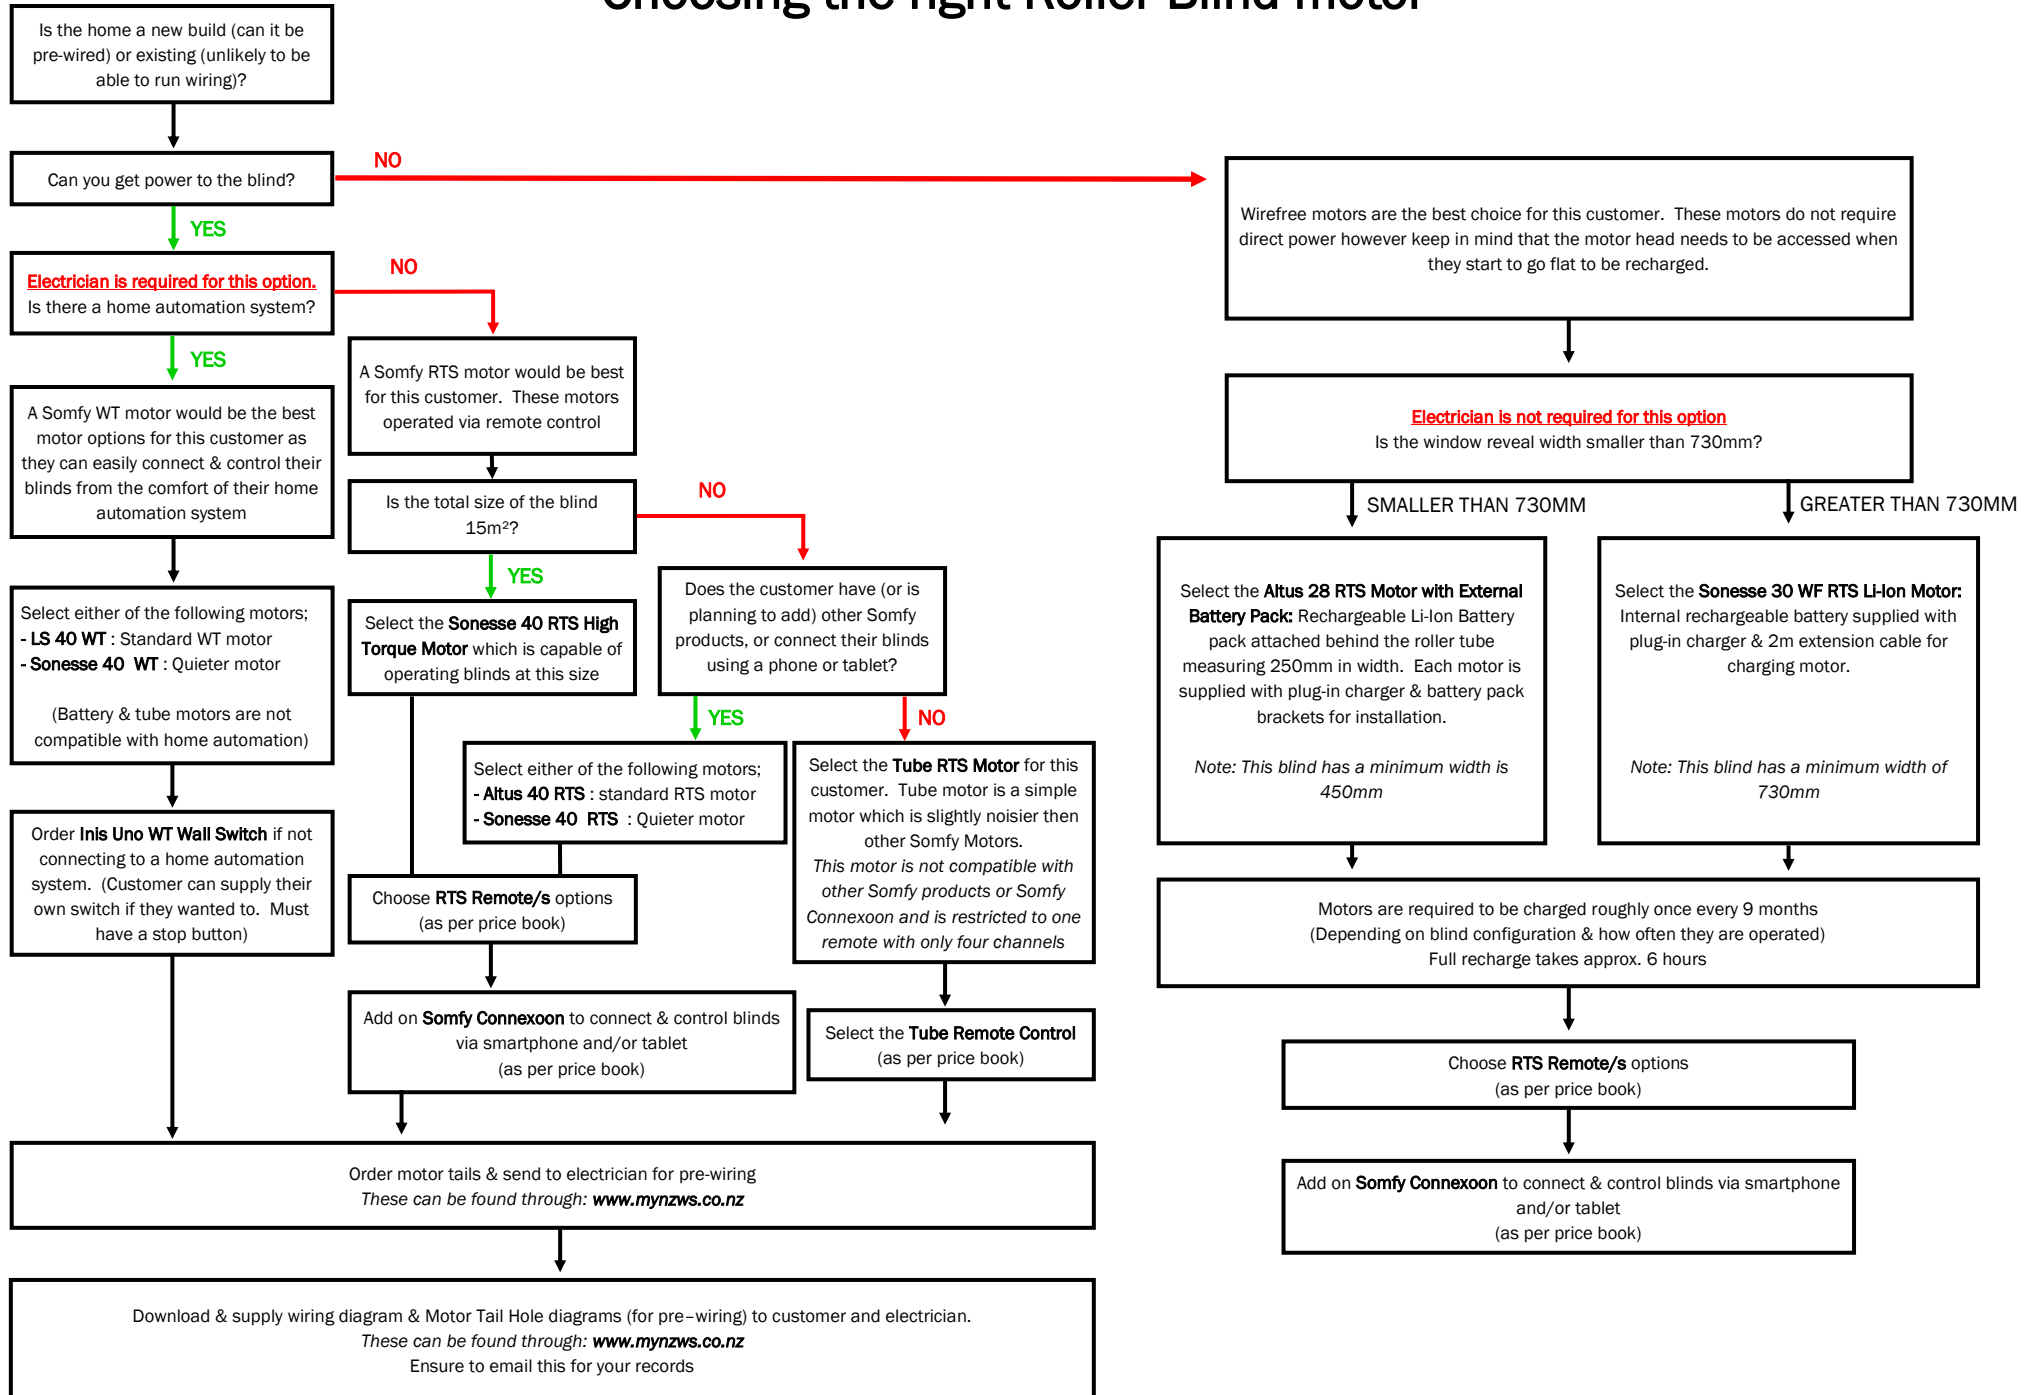 Choosing the right Roller Blind motor
Is the home a new build (can it be
pre-wired) or existing (unlikely to be
able to run wiring)?
Can you get power to the blind?
NO
YES
Electrician is required for this option.
Is there a home automation system?
NO
YES
A Somfy WT motor would be the best
motor options for this customer as
they can easily connect & control their
blinds from the comfort of their home
automation system
Select either of the following motors;
- LS 40 WT : Standard WT motor
- Sonesse 40 WT : Quieter motor
(Battery & tube motors are not
compatible with home automation)
Order Inis Uno WT Wall Switch if not
connecting to a home automation
system. (Customer can supply their
own switch if they wanted to. Must
have a stop button)
A Somfy RTS motor would be best
for this customer. These motors
operated via remote control
Is the total size of the blind
15m²?
NO
YES
Select the Sonesse 40 RTS High
Torque Motor which is capable of
operating blinds at this size
Does the customer have (or is
planning to add) other Somfy
products, or connect their blinds
using a phone or tablet?
YES
NO
Select either of the following motors;
- Altus 40 RTS : standard RTS motor
- Sonesse 40 RTS : Quieter motor
Select the Tube RTS Motor for this
customer. Tube motor is a simple
motor which is slightly noisier then
other Somfy Motors.
This motor is not compatible with
other Somfy products or Somfy
Connexoon and is restricted to one
remote with only four channels
Choose RTS Remote/s options
(as per price book)
Add on Somfy Connexoon to connect & control blinds
via smartphone and/or tablet
(as per price book)
Select the Tube Remote Control
(as per price book)
Order motor tails & send to electrician for pre-wiring
These can be found through: www.mynzws.co.nz
Download & supply wiring diagram & Motor Tail Hole diagrams (for pre–wiring) to customer and electrician.
These can be found through: www.mynzws.co.nz
Ensure to email this for your records
Wirefree motors are the best choice for this customer. These motors do not require
direct power however keep in mind that the motor head needs to be accessed when
they start to go flat to be recharged.
Electrician is not required for this option
Is the window reveal width smaller than 730mm?
SMALLER THAN 730MM
GREATER THAN 730MM
Select the Altus 28 RTS Motor with External
Battery Pack: Rechargeable Li-Ion Battery
pack attached behind the roller tube
measuring 250mm in width. Each motor is
supplied with plug-in charger & battery pack
brackets for installation.
Note: This blind has a minimum width is
450mm
Select the Sonesse 30 WF RTS Li-Ion Motor:
Internal rechargeable battery supplied with
plug-in charger & 2m extension cable for
charging motor.
Note: This blind has a minimum width of
730mm
Motors are required to be charged roughly once every 9 months
(Depending on blind configuration & how often they are operated)
Full recharge takes approx. 6 hours
Choose RTS Remote/s options
(as per price book)
Add on Somfy Connexoon to connect & control blinds via smartphone
and/or tablet
(as per price book)